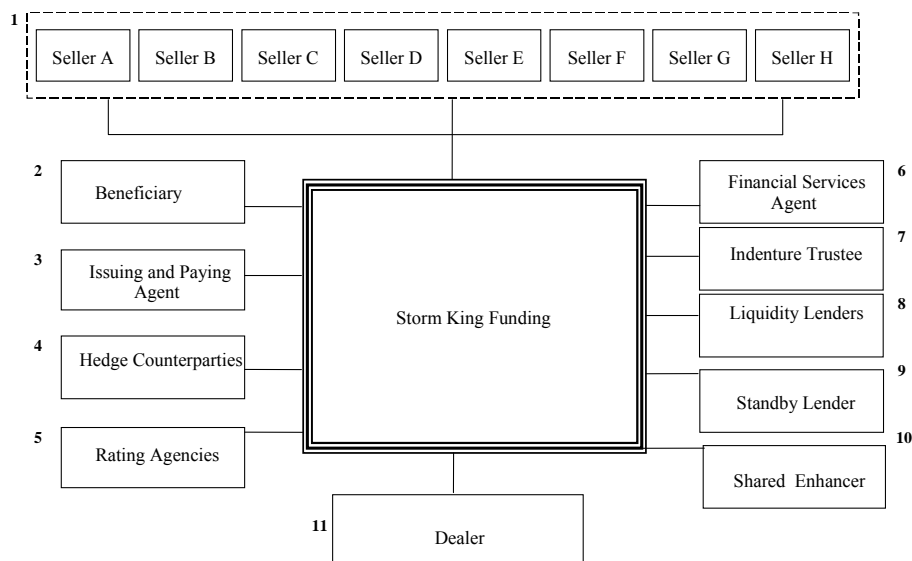 1
Seller A
Seller B
Seller C
Seller D
Seller E
Seller F
Seller G
Seller H
2
Beneficiary
3
Issuing and Paying
Agent
4
Hedge Counterparties
5
Rating Agencies
Storm King Funding
6
Financial Services
Agent
7
Indenture Trustee
8
Liquidity Lenders
9
Standby Lender
10
Shared Enhancer
11
Dealer